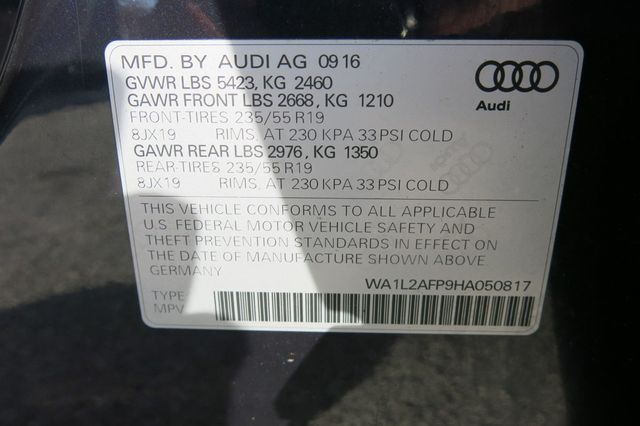 MFD. BY AUDI AG 09 16
GVWR LBS 5423, KG 2460
GAWR FRONT LBS 2668, KG 1210
FRONT-TIRES 235/55 R19
8JX19 RIMS, AT 230 KPA 33 PSI COLD
GAWR REAR LBS 2976, KG 1350
REAR-TIRES 235/55 R19
8JX19 RIMS, AT 230 KPA 33 PSI COLD
Audi
THIS VEHICLE CONFORMS TO ALL APPLICABLE
U.S. FEDERAL MOTOR VEHICLE SAFETY AND
THEFT PREVENTION STANDARDS IN EFFECT ON
THE DATE OF MANUFACTURE SHOWN ABOVE.
GERMANY
WA1L2AFP9HA050817
TYPE:
MPV